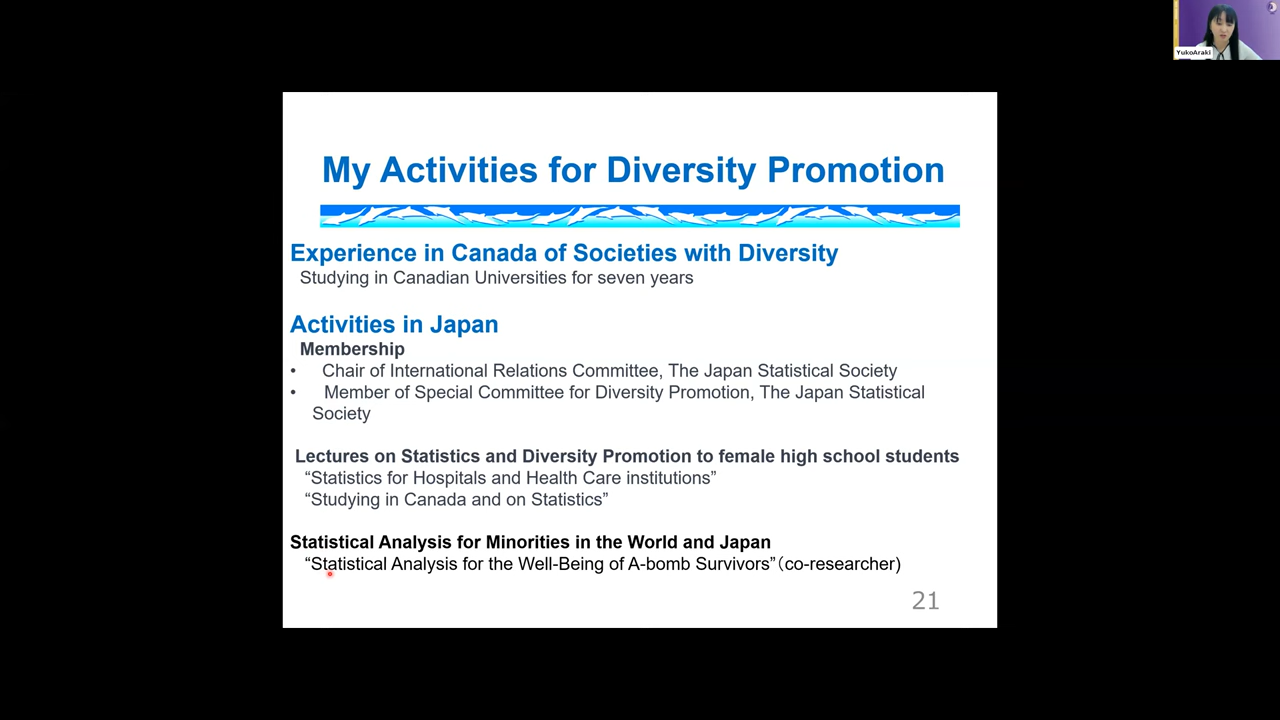 YukoAraki
My Activities for Diversity Promotion
Experience in Canada of Societies with Diversity
Studying in Canadian Universities for seven years
Activities in Japan
Membership
• Chair of International Relations Committee, The Japan Statistical Society
• Member of Special Committee for Diversity Promotion, The Japan Statistical
Society
Lectures on Statistics and Diversity Promotion to female high school students
“Statistics for Hospitals and Health Care institutions”
“Studying in Canada and on Statistics”
Statistical Analysis for Minorities in the World and Japan
“Statistical Analysis for the Well-Being of A-bomb Survivors”（co-researcher)
21